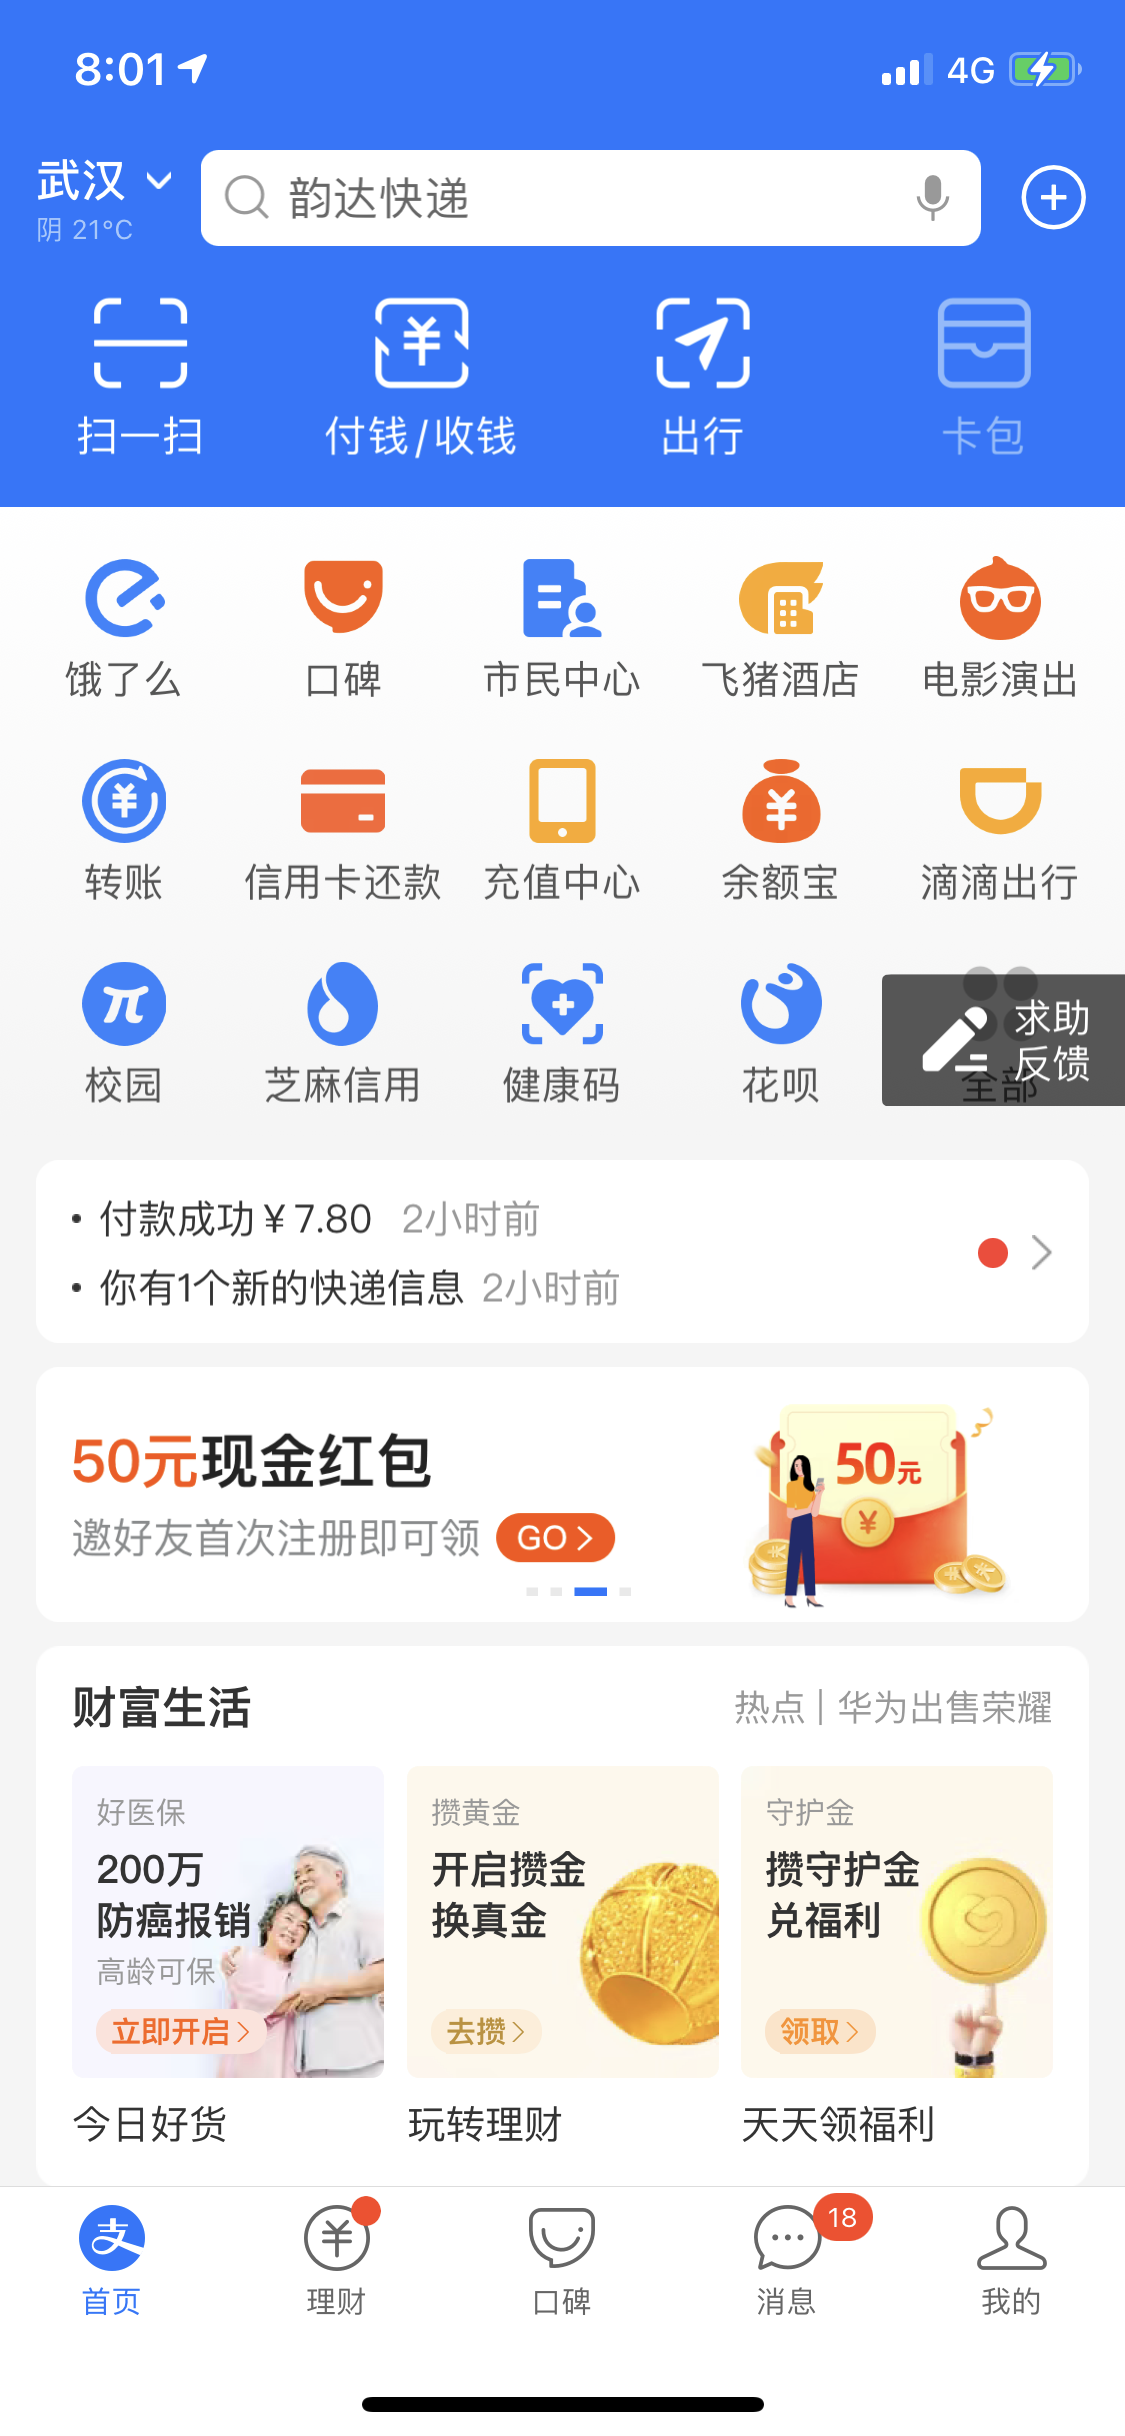 8:01 4G
武汉
阴 21°C
韵达快递
扫一扫 付钱/收钱 出行 卡包
饿了么 口碑 市民中心 飞猪酒店 电影演出
转账 信用卡还款 充值中心 余额宝 滴滴出行
校园 芝麻信用 健康码 花呗 全部
求助
反馈
· 付款成功¥7.80 2小时前
· 你有1个新的快递信息 2小时前
50元现金红包
邀好友首次注册即可领 GO >
50元
财富生活 热点 | 华为出售荣耀
好医保
200万
防癌报销
高龄可保
立即开启 >
今日好货
攒黄金
开启攒金
换真金
去攒 >
玩转理财
守护金
攒守护金
兑福利
领取 >
天天领福利
首页 理财 口碑 消息 18 我的